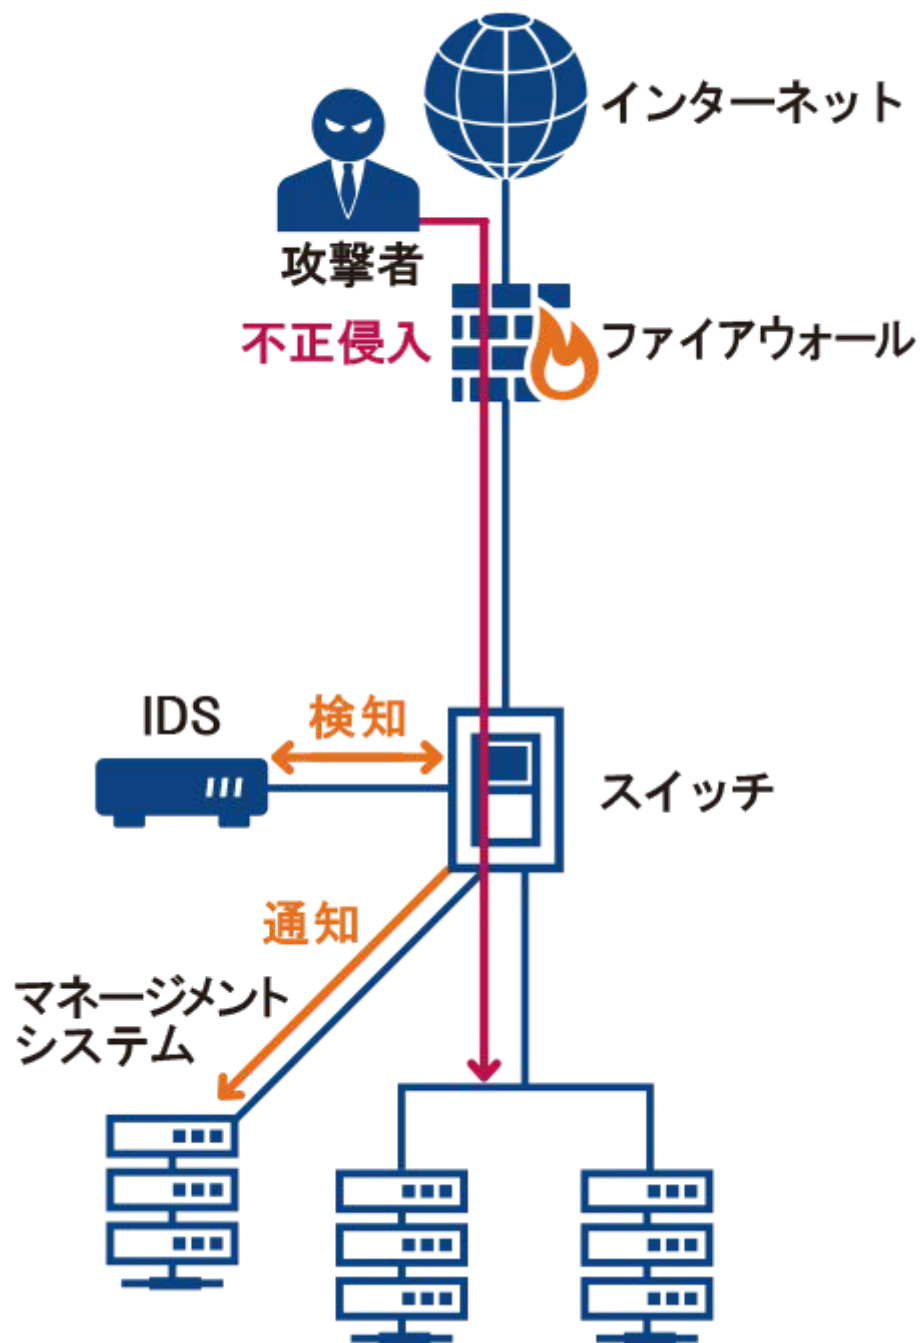 インターネット
攻撃者
不正侵入
ファイアウォール
IDS
検知
スイッチ
通知
マネージメント
システム